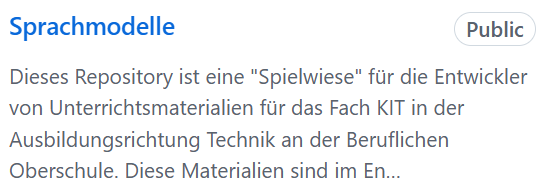 Sprachmodelle
Public
Dieses Repository ist eine "Spielwiese" für die Entwickler
von Unterrichtsmaterialien für das Fach KIT in der
Ausbildungsrichtung Technik an der Beruflichen
Oberschule. Diese Materialien sind im En...